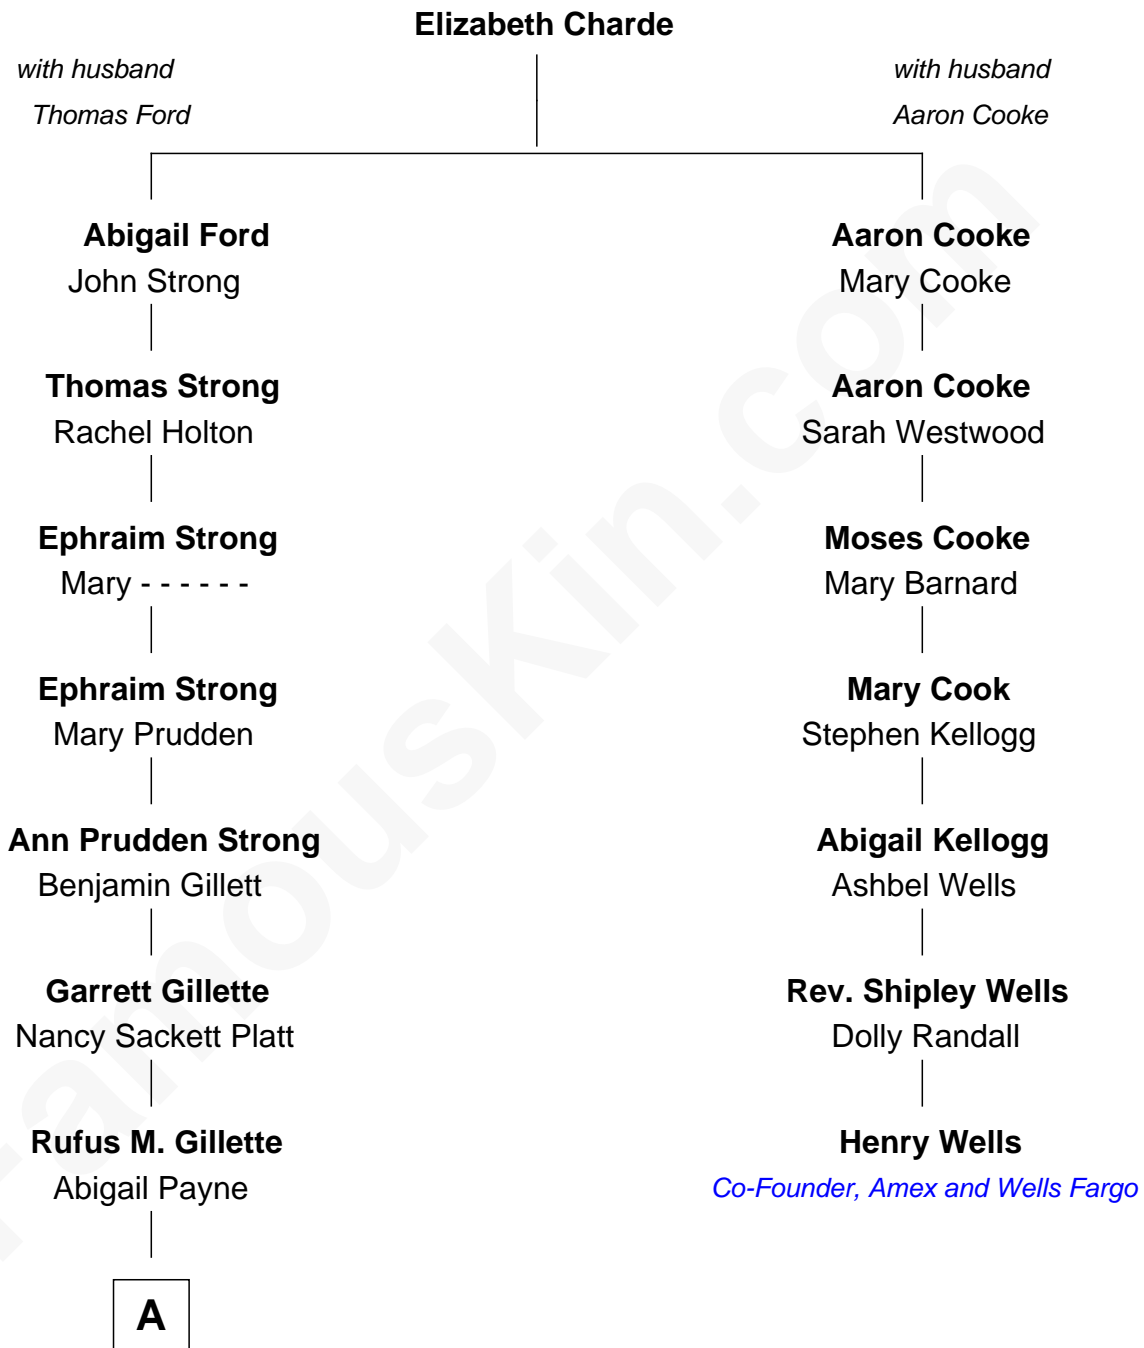 Elizabeth Charde
with husband
Thomas Ford
with husband
Aaron Cooke
Abigail Ford
John Strong
Thomas Strong
Rachel Holton
Ephraim Strong
Mary - - - - - -
Ephraim Strong
Mary Prudden
Ann Prudden Strong
Benjamin Gillett
Garrett Gillette
Nancy Sackett Platt
Rufus M. Gillette
Abigail Payne
A
Aaron Cooke
Mary Cooke
Aaron Cooke
Sarah Westwood
Moses Cooke
Mary Barnard
Mary Cook
Stephen Kellogg
Abigail Kellogg
Ashbel Wells
Rev. Shipley Wells
Dolly Randall
Henry Wells
Co-Founder, Amex and Wells Fargo
FamousKin.com